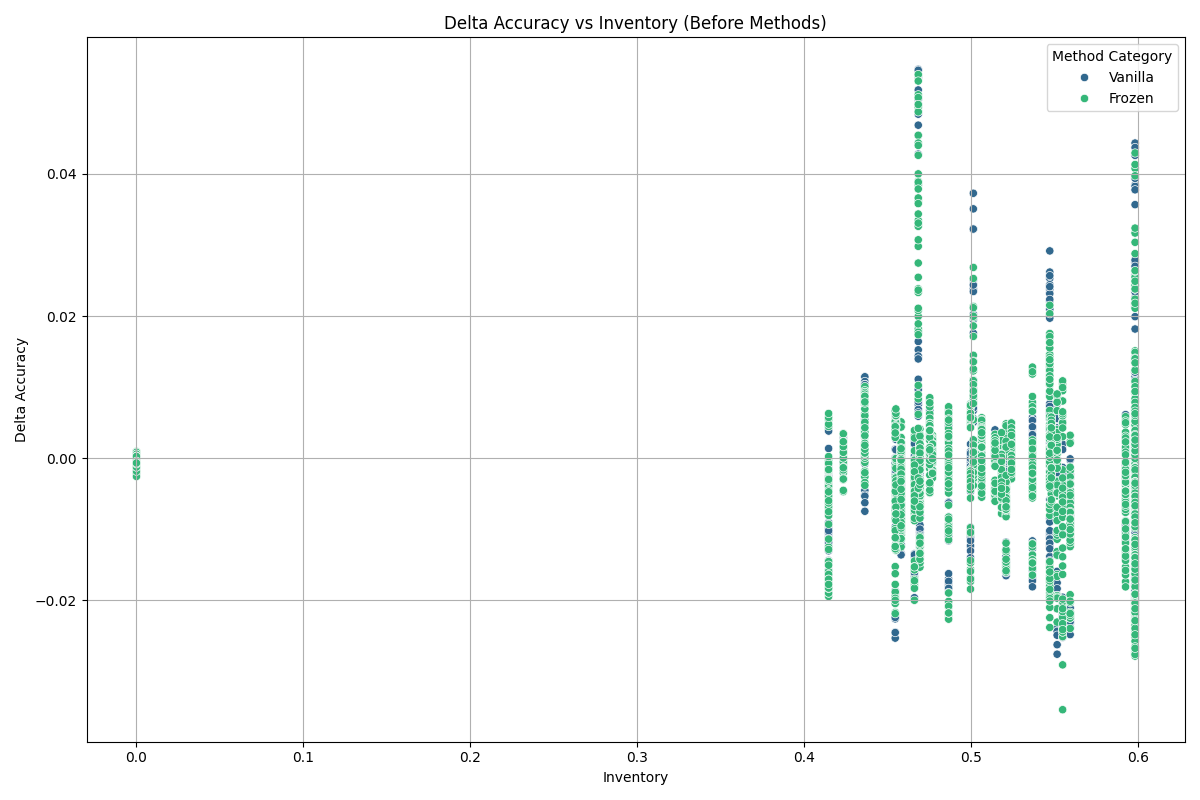 Delta Accuracy vs Inventory (Before Methods)
Method Category
Vanilla
Frozen
Delta Accuracy
0.04
0.02
0.00
−0.02
0.0 0.1 0.2 0.3 0.4 0.5 0.6
Inventory